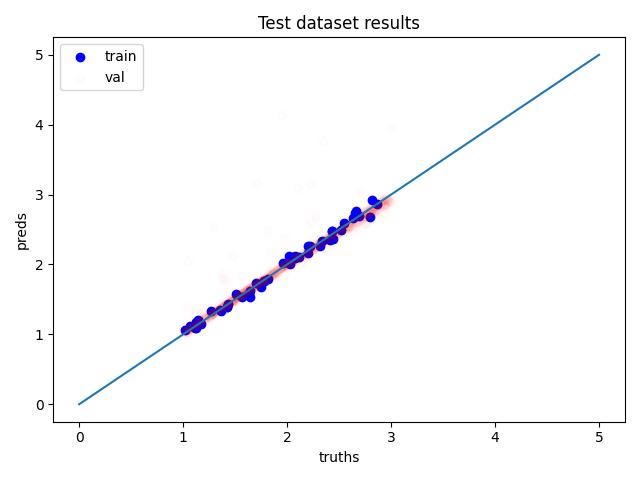 Test dataset results
train
val
5
4
3
2
1
0
preds
0 1 2 3 4 5
truths